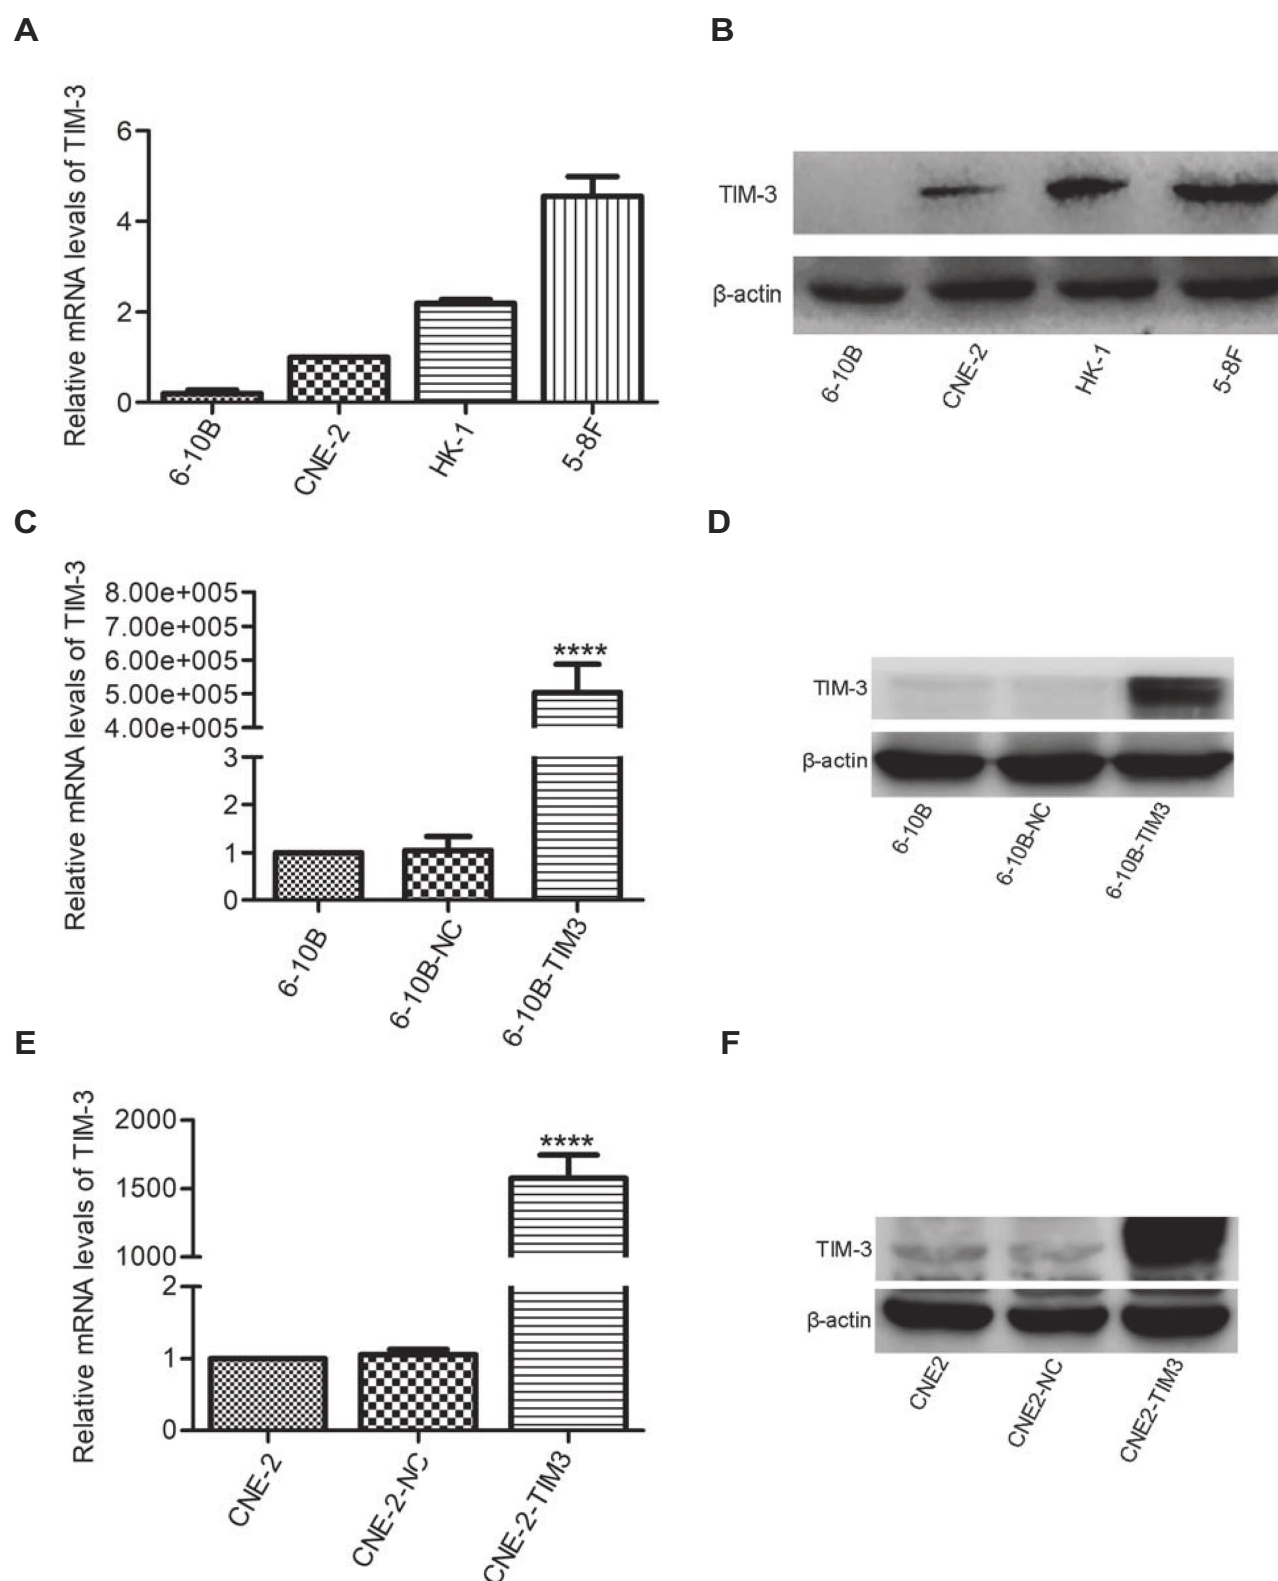 A
Relative mRNA levels of TIM-3
6
4
2
0
6-10B
CNE-2
HK-1
5-8F
B
TIM-3
β-actin
6-10B
CNE-2
HK-1
5-8F
C
Relative mRNA levels of TIM-3
8.00e+005
7.00e+005
6.00e+005
5.00e+005
4.00e+005
3
2
1
0
****
6-10B
6-10B-NC
6-10B-TIM3
D
TIM-3
β-actin
6-10B
6-10B-NC
6-10B-TIM3
E
Relative mRNA levels of TIM-3
2000
1500
1000
2
1
0
****
CNE-2
CNE-2-NC
CNE-2-TIM3
F
TIM-3
β-actin
CNE2
CNE2-NC
CNE2-TIM3